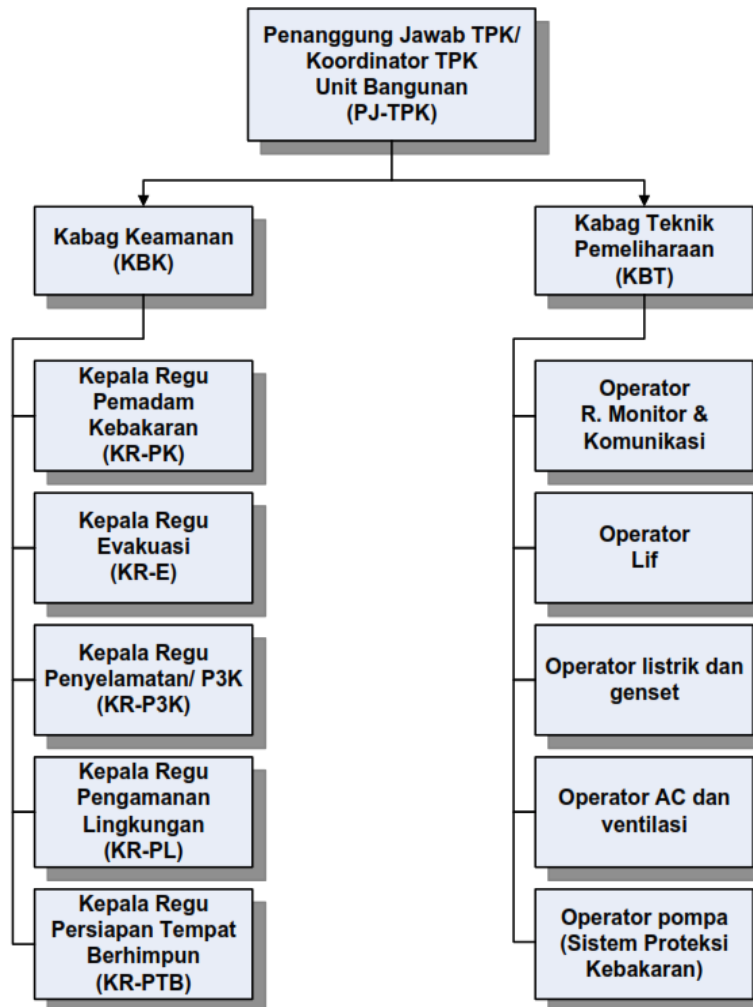 Penanggung Jawab TPK/
Koordinator TPK
Unit Bangunan
(PJ-TPK)
Kabag Keamanan
(KBK)
Kabag Teknik
Pemeliharaan
(KBT)
Kepala Regu
Pemadam
Kebakaran
(KR-PK)
Kepala Regu
Evakuasi
(KR-E)
Kepala Regu
Penyelamatan/ P3K
(KR-P3K)
Kepala Regu
Pengamanan
Lingkungan
(KR-PL)
Kepala Regu
Persiapan Tempat
Berhimpun
(KR-PTB)
Operator
R. Monitor &
Komunikasi
Operator
Lif
Operator listrik dan
genset
Operator AC dan
ventilasi
Operator pompa
(Sistem Proteksi
Kebakaran)